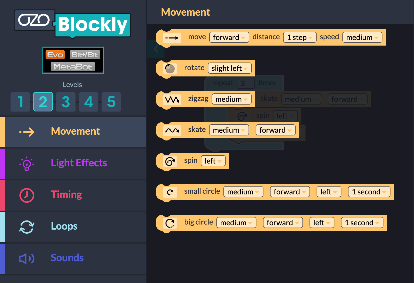 OZO
Blockly
Evo Bit/Bit+
MetaBot
Levels
1 2 3 4 5
Movement
Light Effects
Timing
Loops
Sounds
Movement
move forward distance 1 step speed medium
rotate slight left
zigzag medium
skate medium forward
spin left
small circle medium forward left 1 second
big circle medium forward left 1 second